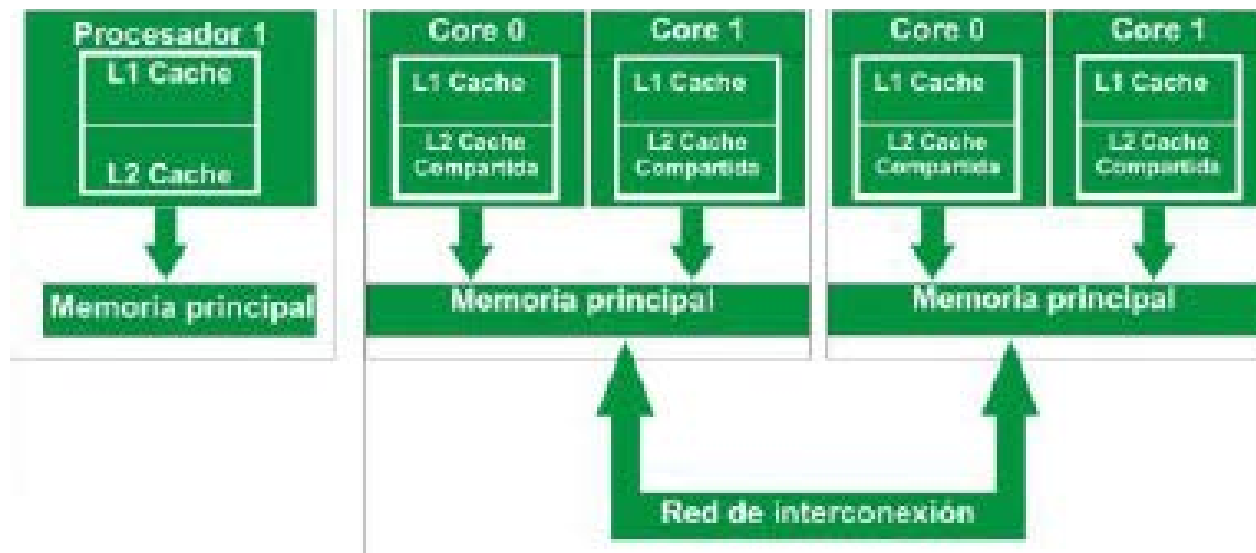 Procesador 1
L1 Cache
L2 Cache
Memoria principal
Core 0
L1 Cache
L2 Cache
Compartida
Core 1
L1 Cache
L2 Cache
Compartida
Memoria principal
Core 0
L1 Cache
L2 Cache
Compartida
Core 1
L1 Cache
L2 Cache
Compartida
Memoria principal
Red de interconexión